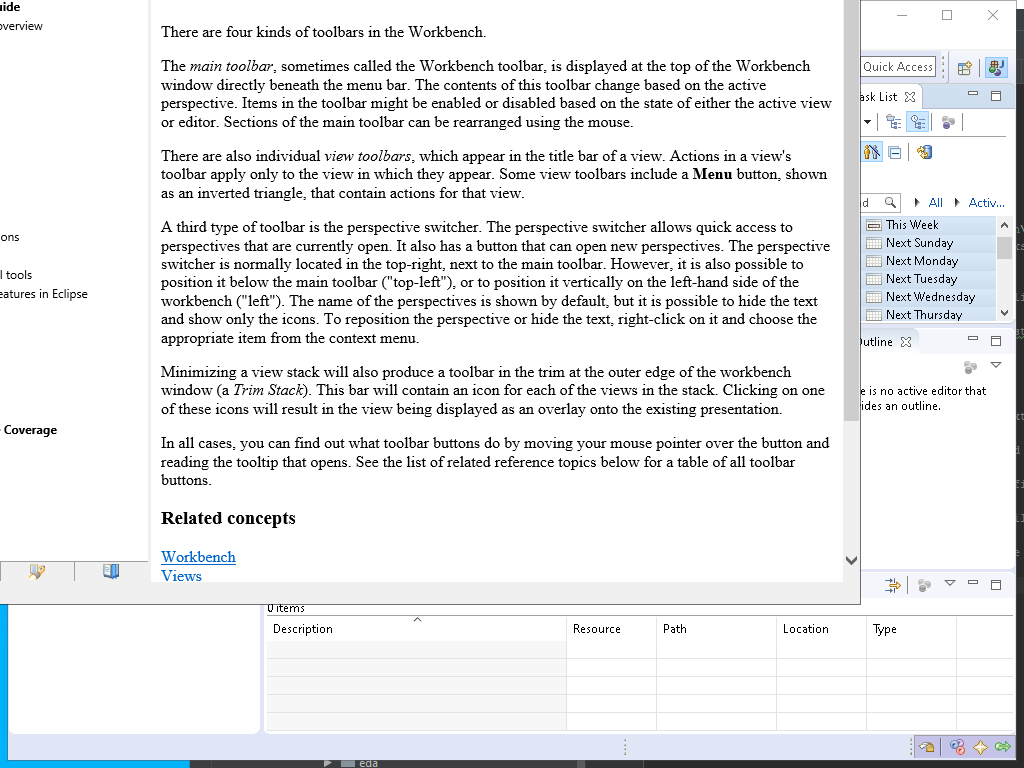 uide
overview
ons
l tools
eatures in Eclipse
Coverage
There are four kinds of toolbars in the Workbench.
The main toolbar, sometimes called the Workbench toolbar, is displayed at the top of the Workbench
window directly beneath the menu bar. The contents of this toolbar change based on the active
perspective. Items in the toolbar might be enabled or disabled based on the state of either the active view
or editor. Sections of the main toolbar can be rearranged using the mouse.
There are also individual view toolbars, which appear in the title bar of a view. Actions in a view's
toolbar apply only to the view in which they appear. Some view toolbars include a Menu button, shown
as an inverted triangle, that contain actions for that view.
A third type of toolbar is the perspective switcher. The perspective switcher allows quick access to
perspectives that are currently open. It also has a button that can open new perspectives. The perspective
switcher is normally located in the top-right, next to the main toolbar. However, it is also possible to
position it below the main toolbar ("top-left"), or to position it vertically on the left-hand side of the
workbench ("left"). The name of the perspectives is shown by default, but it is possible to hide the text
and show only the icons. To reposition the perspective or hide the text, right-click on it and choose the
appropriate item from the context menu.
Minimizing a view stack will also produce a toolbar in the trim at the outer edge of the workbench
window (a Trim Stack). This bar will contain an icon for each of the views in the stack. Clicking on one
of these icons will result in the view being displayed as an overlay onto the existing presentation.
In all cases, you can find out what toolbar buttons do by moving your mouse pointer over the button and
reading the tooltip that opens. See the list of related reference topics below for a table of all toolbar
buttons.
Related concepts
Workbench
Views
Quick Access
ask List
d All Activ...
This Week
Next Sunday
Next Monday
Next Tuesday
Next Wednesday
Next Thursday
Outline
e is no active editor that
ides an outline.
0 items
Description Resource Path Location Type
eda